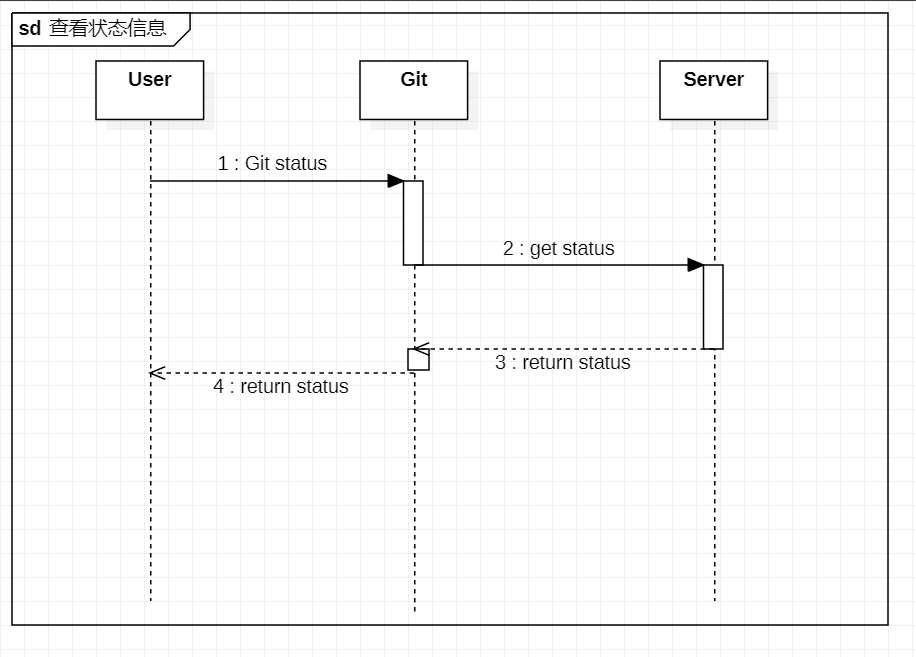 sd 查看状态信息
User
Git
Server
1 : Git status
2 : get status
3 : return status
4 : return status